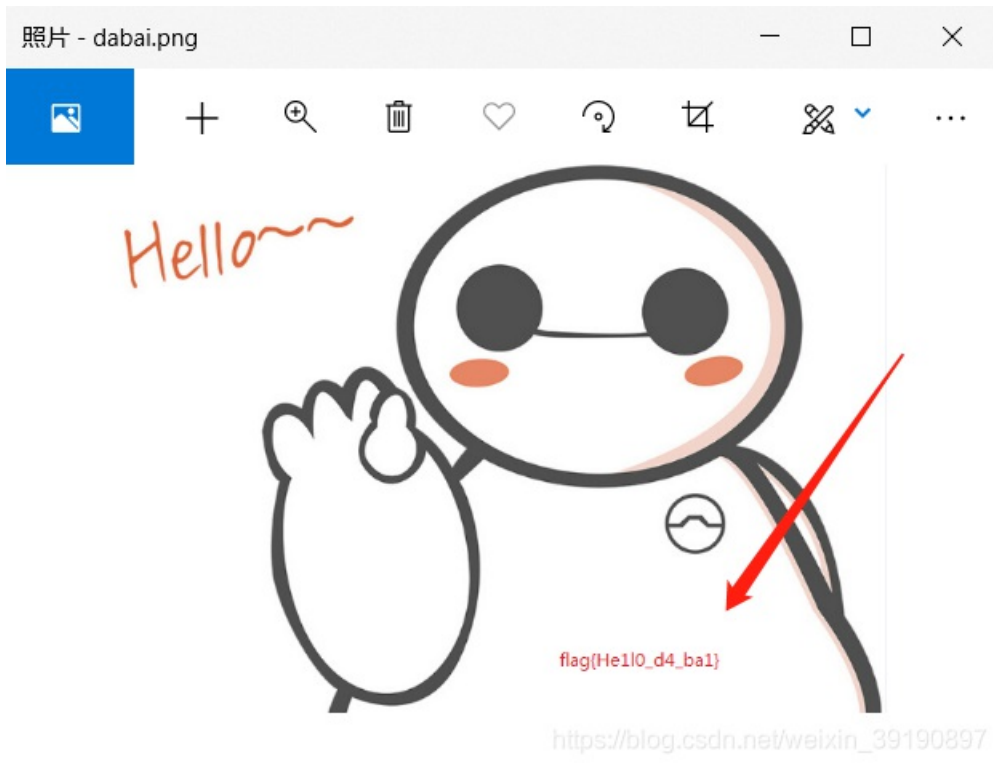 照片 - dabai.png
Hello~~
flag{He1l0_d4_ba1}
https://blog.csdn.net/weixin_39190897